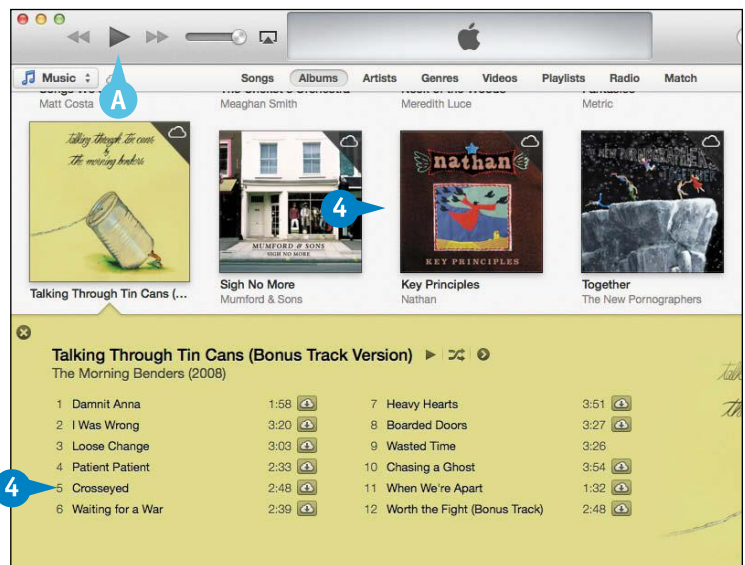 Music
A
Songs Albums Artists Genres Videos Playlists Radio Match
Matt Costa
Meaghan Smith
Meredith Luce
Metric
talking through tin cans
by
The morning benders
MUMFORD & SONS
SIGH NO MORE
nathan
KEY PRINCIPLES
4
Talking Through Tin Cans (...
Sigh No More
Mumford & Sons
Key Principles
Nathan
Together
The New Pornographers
Talking Through Tin Cans (Bonus Track Version)
The Morning Benders (2008)
1 Damnit Anna 1:58
2 I Was Wrong 3:20
3 Loose Change 3:03
4 Patient Patient 2:33
4
5 Crosseyed 2:48
6 Waiting for a War 2:39
7 Heavy Hearts 3:51
8 Boarded Doors 3:27
9 Wasted Time 3:26
10 Chasing a Ghost 3:54
11 When We're Apart 1:32
12 Worth the Fight (Bonus Track) 2:48